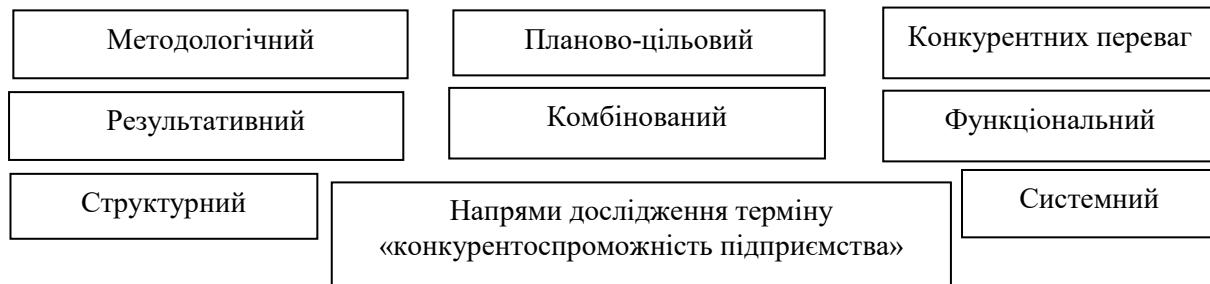 Методологічний
Планово-цільовий
Конкурентних переваг
Результативний
Комбінований
Функціональний
Структурний
Напрями дослідження терміну
«конкурентоспроможність підприємства»
Системний